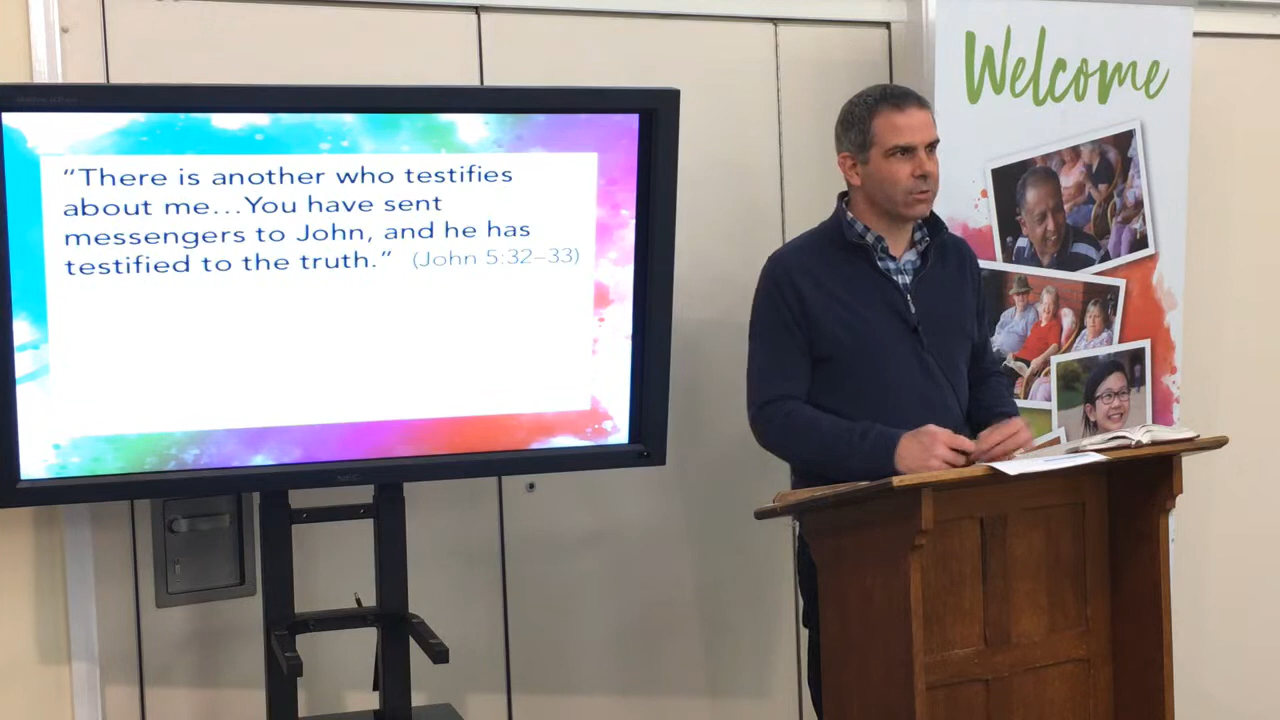 “There is another who testifies
about me...You have sent
messengers to John, and he has
testified to the truth.” (John 5:32–33)
Welcome
NEC